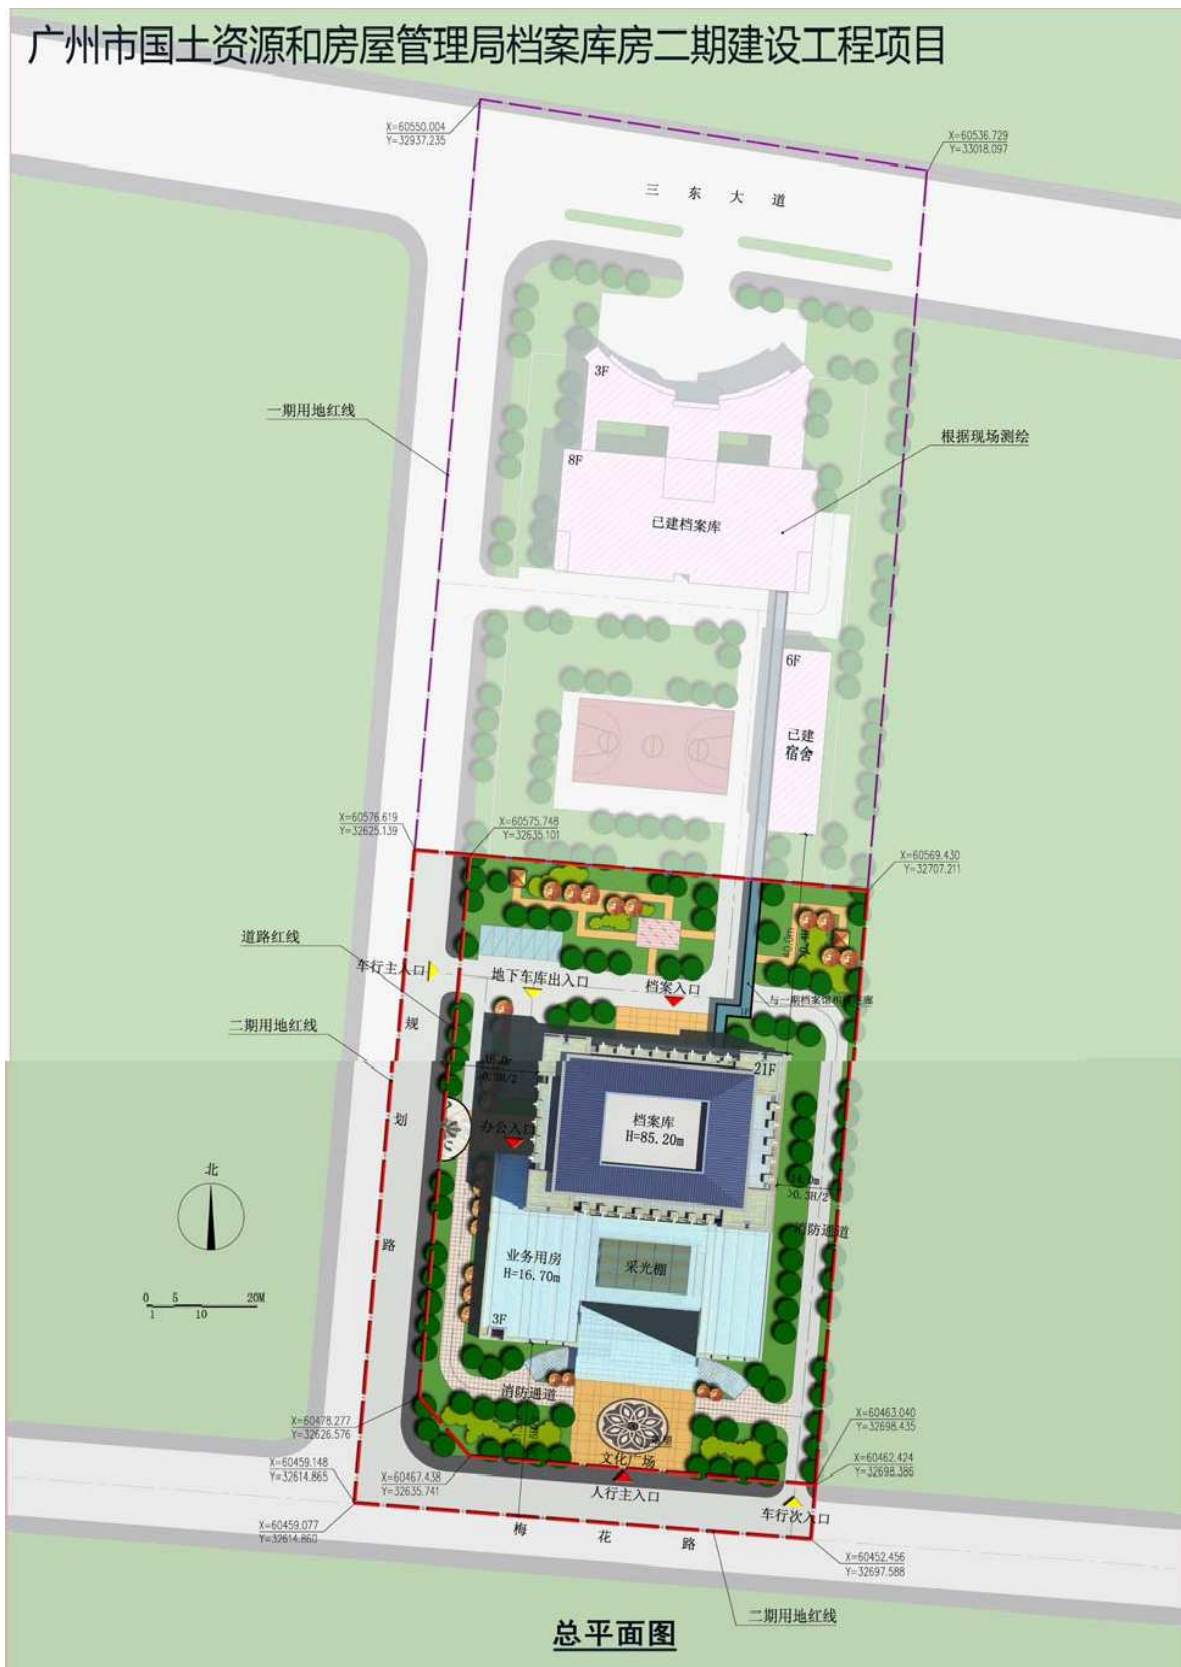 广州市国土资源和房屋管理局档案库房二期建设工程项目
X=60550.004
Y=32937.235
X=60536.729
Y=33018.097
三东大道
3F
一期用地红线
根据现场测绘
8F
已建档案库
6F
已建
宿舍
X=60576.619
Y=32625.139
X=60575.748
Y=32635.101
X=60569.430
Y=32707.211
道路红线
车行主入口
地下车库出入口
档案入口
二期用地红线
规划路
21F
>0.3H/2
档案库
H=85.20m
办公入口
>0.3H/2
消防通道
北
业务用房
H=16.70m
采光棚
0 5 20M
1 10
3F
消防通道
X=60478.277
Y=32626.576
X=60463.040
Y=32698.435
X=60459.148
Y=32614.865
X=60467.438
Y=32635.741
X=60462.424
Y=32698.386
文化广场
人行主入口
车行次入口
X=60459.077
Y=32614.860
梅花路
X=60452.456
Y=32697.588
二期用地红线
总平面图